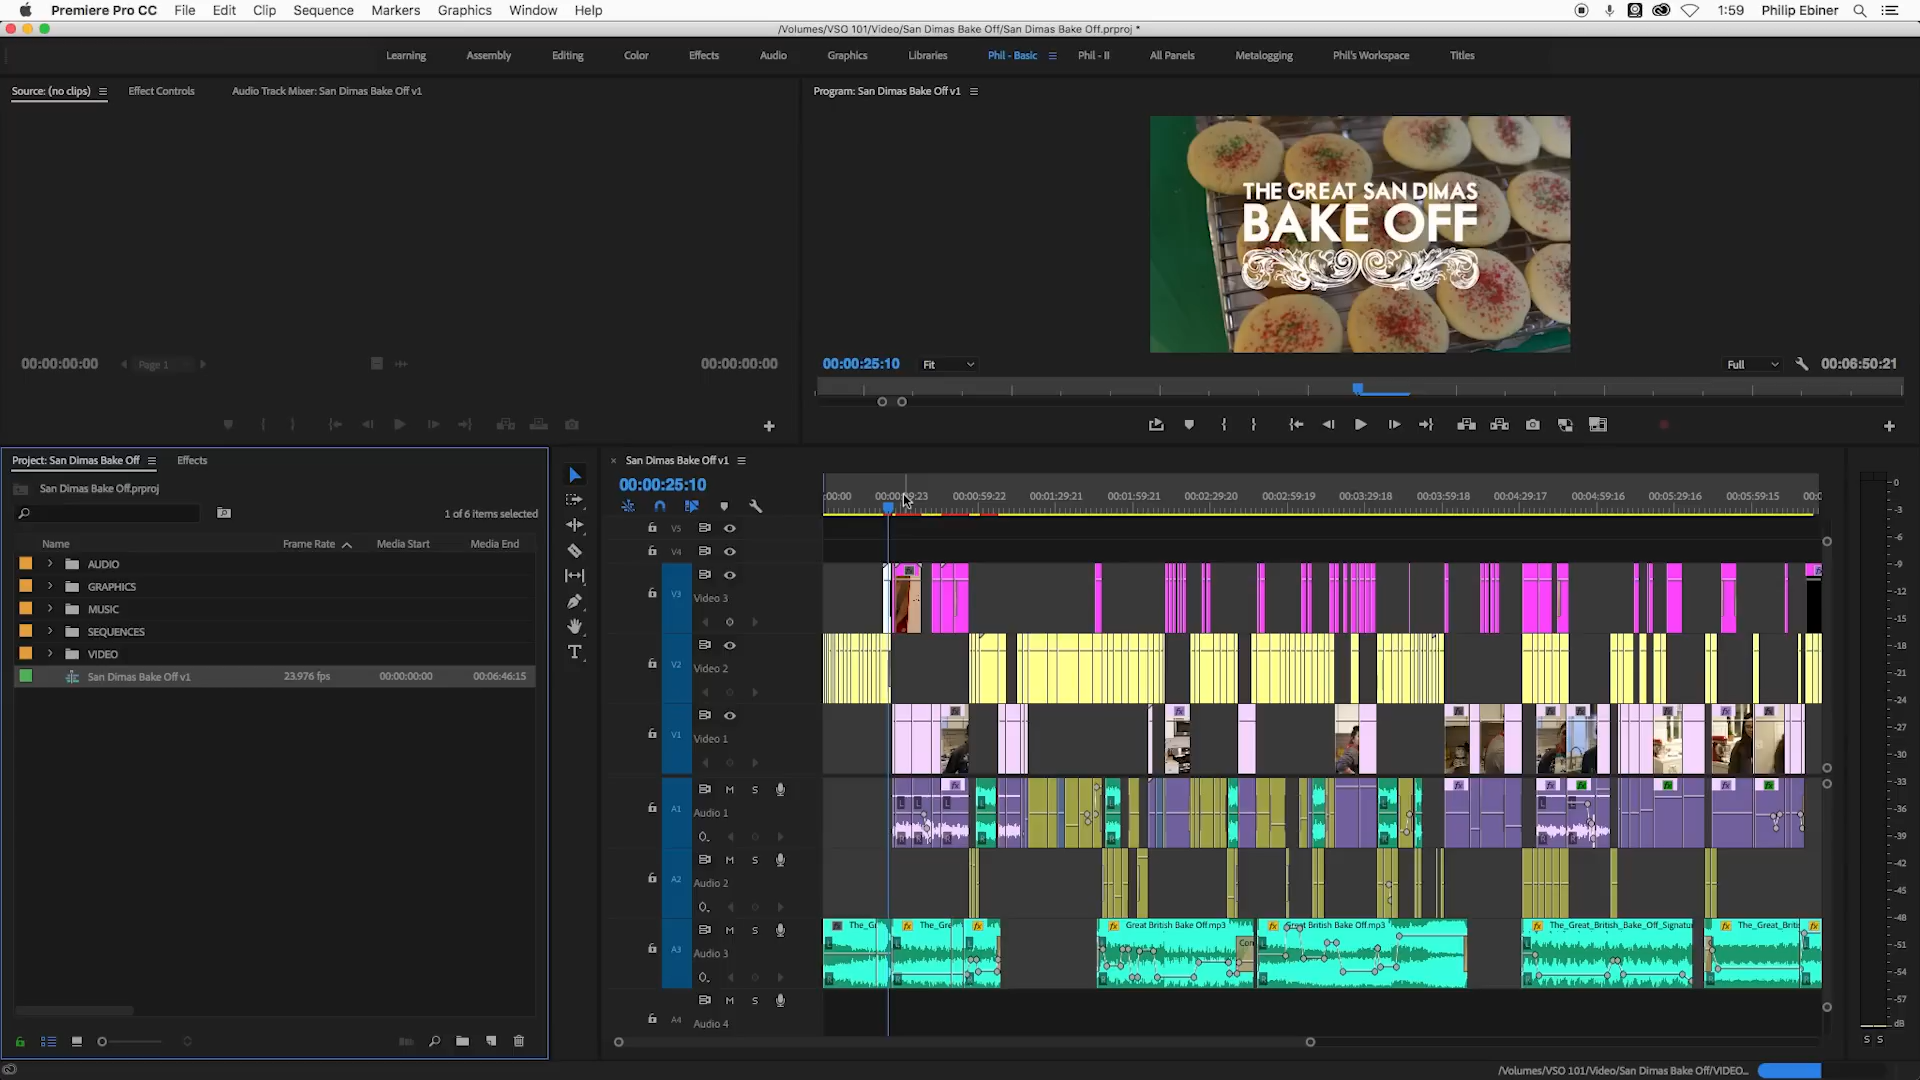 Premiere Pro CC File Edit Clip Sequence Markers Graphics Window Help 1:59 Philip Ebiner
/Volumes/VSO 101/Video/San Dimas Bake Off/San Dimas Bake Off.prproj *
Learning Assembly Editing Color Effects Audio Graphics Libraries Phil - Basic Phil - II All Panels Metalogging Phil's Workspace Titles
Source: (no clips) Effect Controls Audio Track Mixer: San Dimas Bake Off v1
Program: San Dimas Bake Off v1
THE GREAT SAN DIMAS
BAKE OFF
00:00:00:00 Page 1 00:00:00:00
00:00:25:10 Fit Full 00:06:50:21
Project: San Dimas Bake Off Effects
San Dimas Bake Off.prproj
1 of 6 items selected
Name Frame Rate Media Start Media End
AUDIO
GRAPHICS
MUSIC
SEQUENCES
VIDEO
San Dimas Bake Off v1 23.976 fps 00:00:00:00 00:06:46:15
San Dimas Bake Off v1
00:00:25:10
:00:00 00:00:59:22 00:01:29:21 00:01:59:21 00:02:29:20 00:02:59:19 00:03:29:18 00:03:59:18 00:04:29:17 00:04:59:16 00:05:29:16 00:05:59:15
V5
V4
V3 Video 3
V2 Video 2
V1 Video 1
M S
A1 Audio 1
M S
A2 Audio 2
M S
A3 Audio 3
Great British Bake Off.mp3
Great British Bake Off.mp3
The_Great_British_Bake_Off_Signatur
The_Great_Briti
M S
A4 Audio 4
0
-3
-6
-9
-12
-15
-18
-21
-24
-27
-30
-33
-36
-39
-42
-45
-48
-51
-54
-57
dB
S S
/Volumes/VSO 101/Video/San Dimas Bake Off/VIDEO...